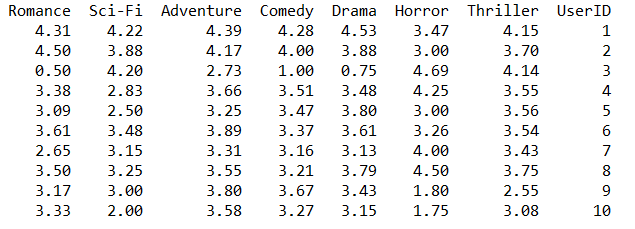 Romance Sci-Fi Adventure Comedy Drama Horror Thriller UserID
4.31 4.22 4.39 4.28 4.53 3.47 4.15 1
4.50 3.88 4.17 4.00 3.88 3.00 3.70 2
0.50 4.20 2.73 1.00 0.75 4.69 4.14 3
3.38 2.83 3.66 3.51 3.48 4.25 3.55 4
3.09 2.50 3.25 3.47 3.80 3.00 3.56 5
3.61 3.48 3.89 3.37 3.61 3.26 3.54 6
2.65 3.15 3.31 3.16 3.13 4.00 3.43 7
3.50 3.25 3.55 3.21 3.79 4.50 3.75 8
3.17 3.00 3.80 3.67 3.43 1.80 2.55 9
3.33 2.00 3.58 3.27 3.15 1.75 3.08 10